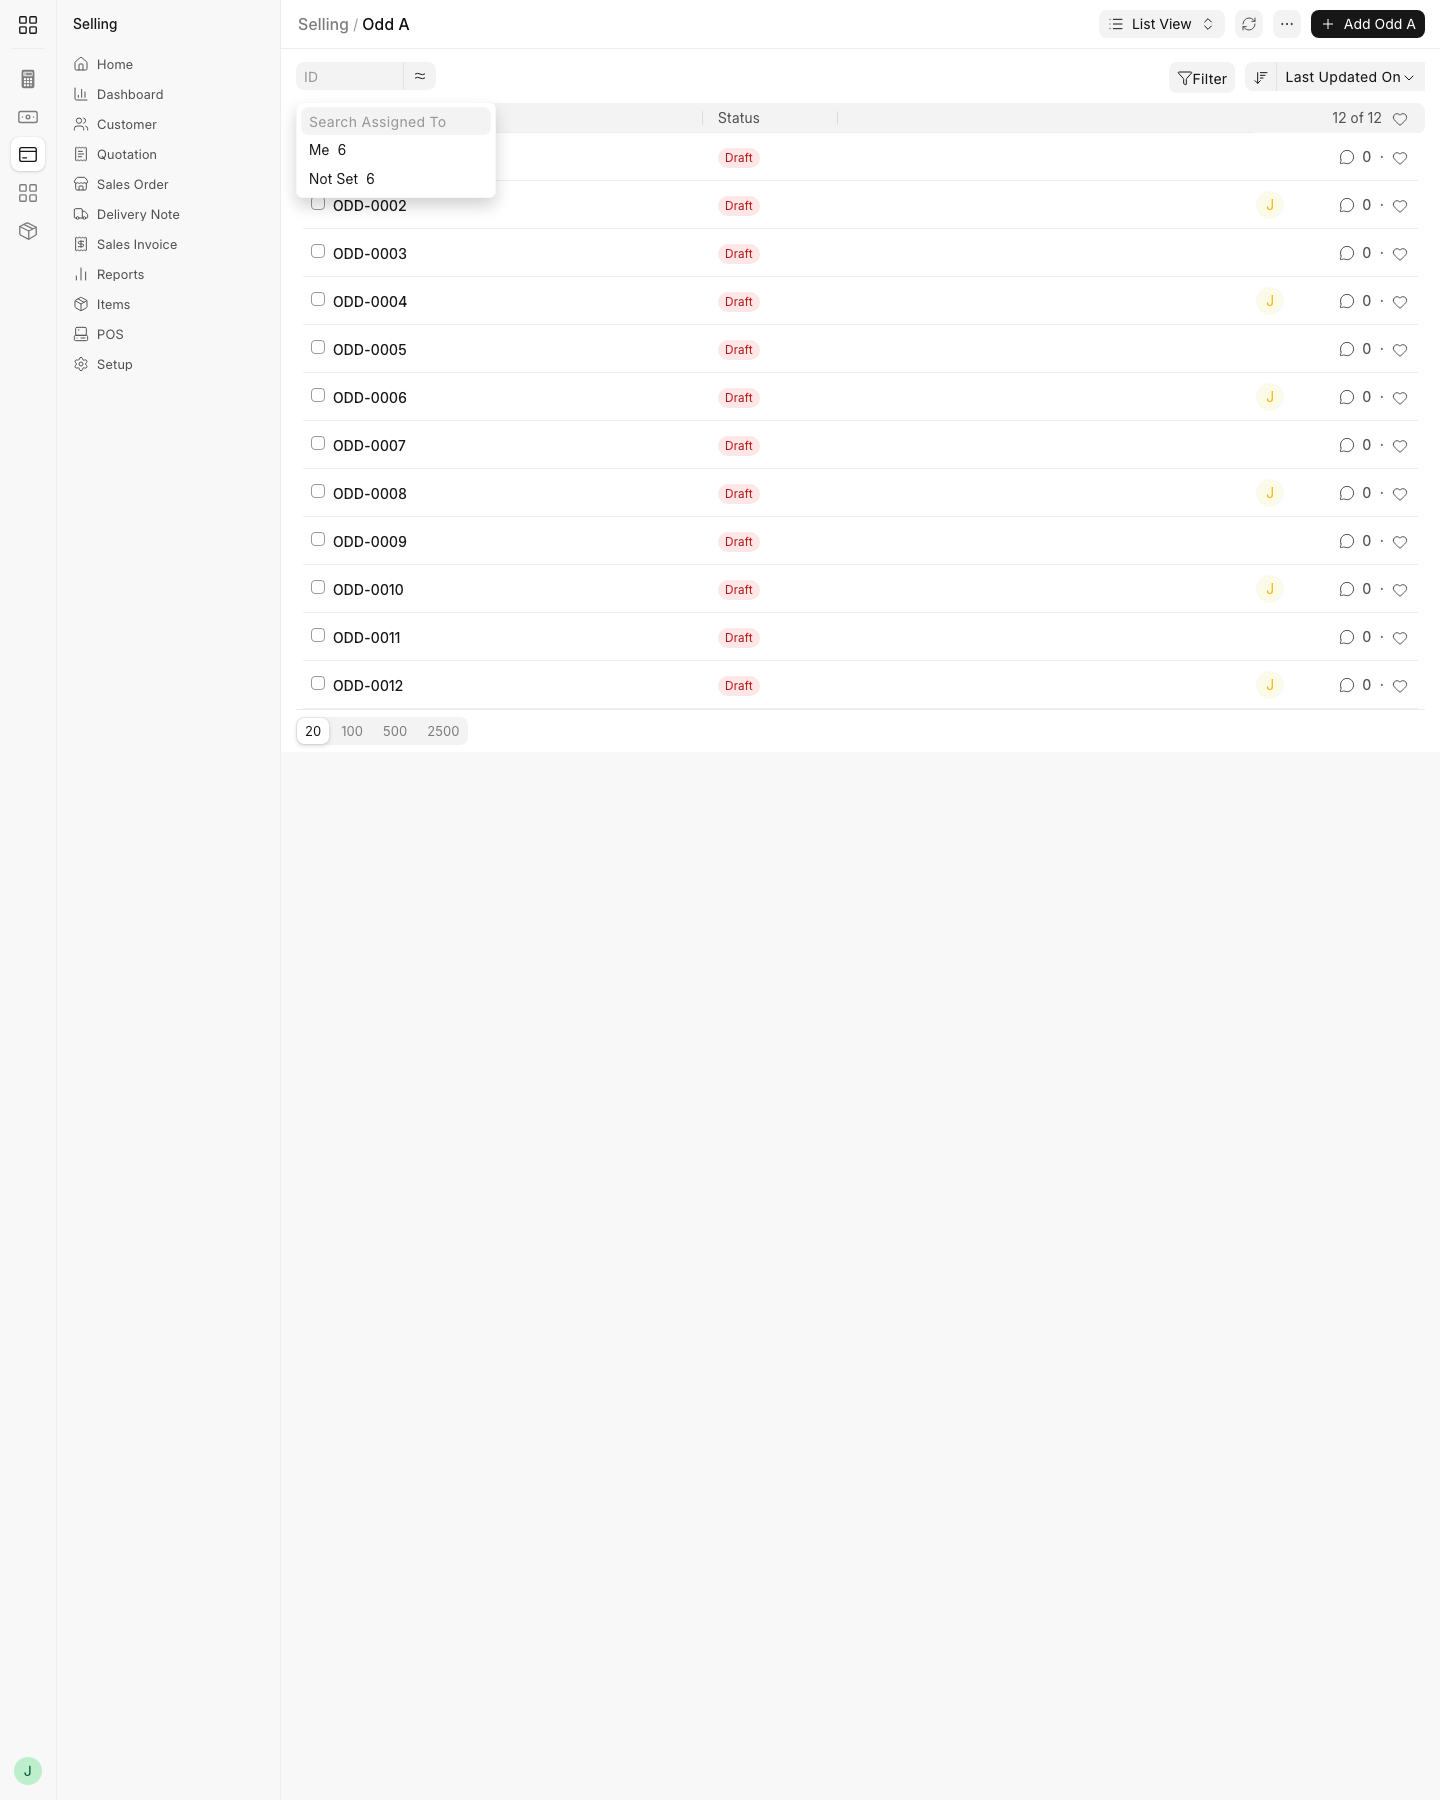 Selling
Home
Dashboard
Customer
Quotation
Sales Order
Delivery Note
Sales Invoice
Reports
Items
POS
Setup
J
Selling / Odd A
List View
Add Odd A
ID ≈
Filter
Last Updated On
Search Assigned To
Me 6
Not Set 6
Status
12 of 12
Draft 0 ·
ODD-0002 Draft J 0 ·
ODD-0003 Draft 0 ·
ODD-0004 Draft J 0 ·
ODD-0005 Draft 0 ·
ODD-0006 Draft J 0 ·
ODD-0007 Draft 0 ·
ODD-0008 Draft J 0 ·
ODD-0009 Draft 0 ·
ODD-0010 Draft J 0 ·
ODD-0011 Draft 0 ·
ODD-0012 Draft J 0 ·
20 100 500 2500